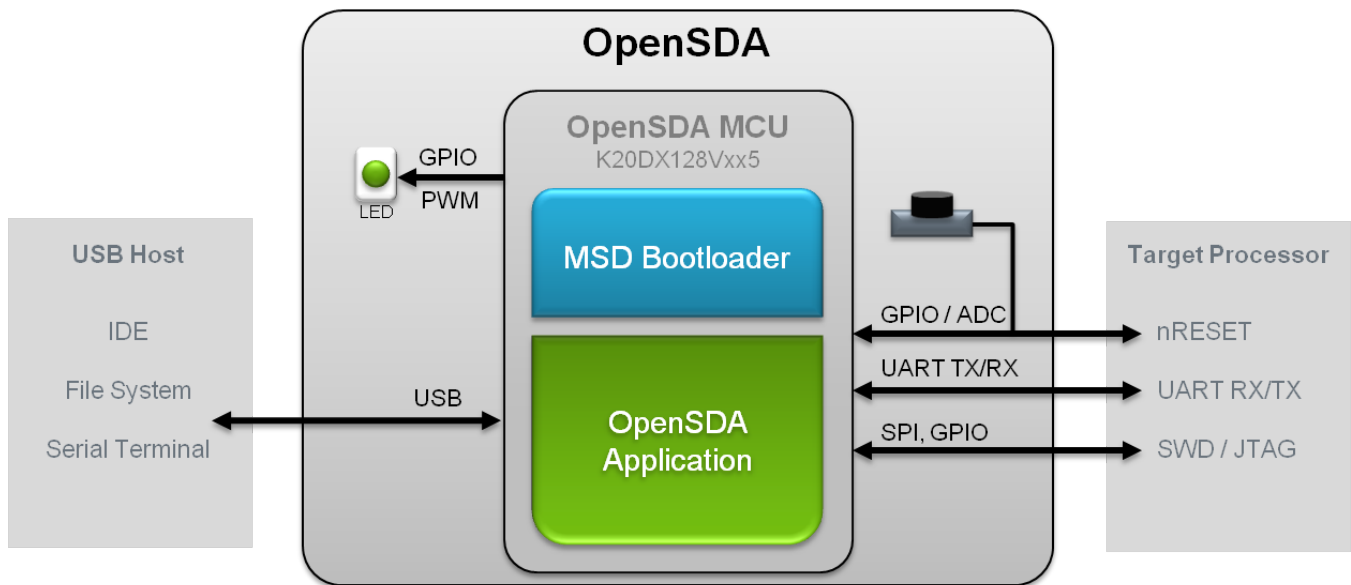 OpenSDA
OpenSDA MCU
K20DX128Vxx5
GPIO
PWM
LED
MSD Bootloader
USB Host
IDE
File System
Serial Terminal
USB
OpenSDA
Application
GPIO / ADC
UART TX/RX
SPI, GPIO
Target Processor
nRESET
UART RX/TX
SWD / JTAG